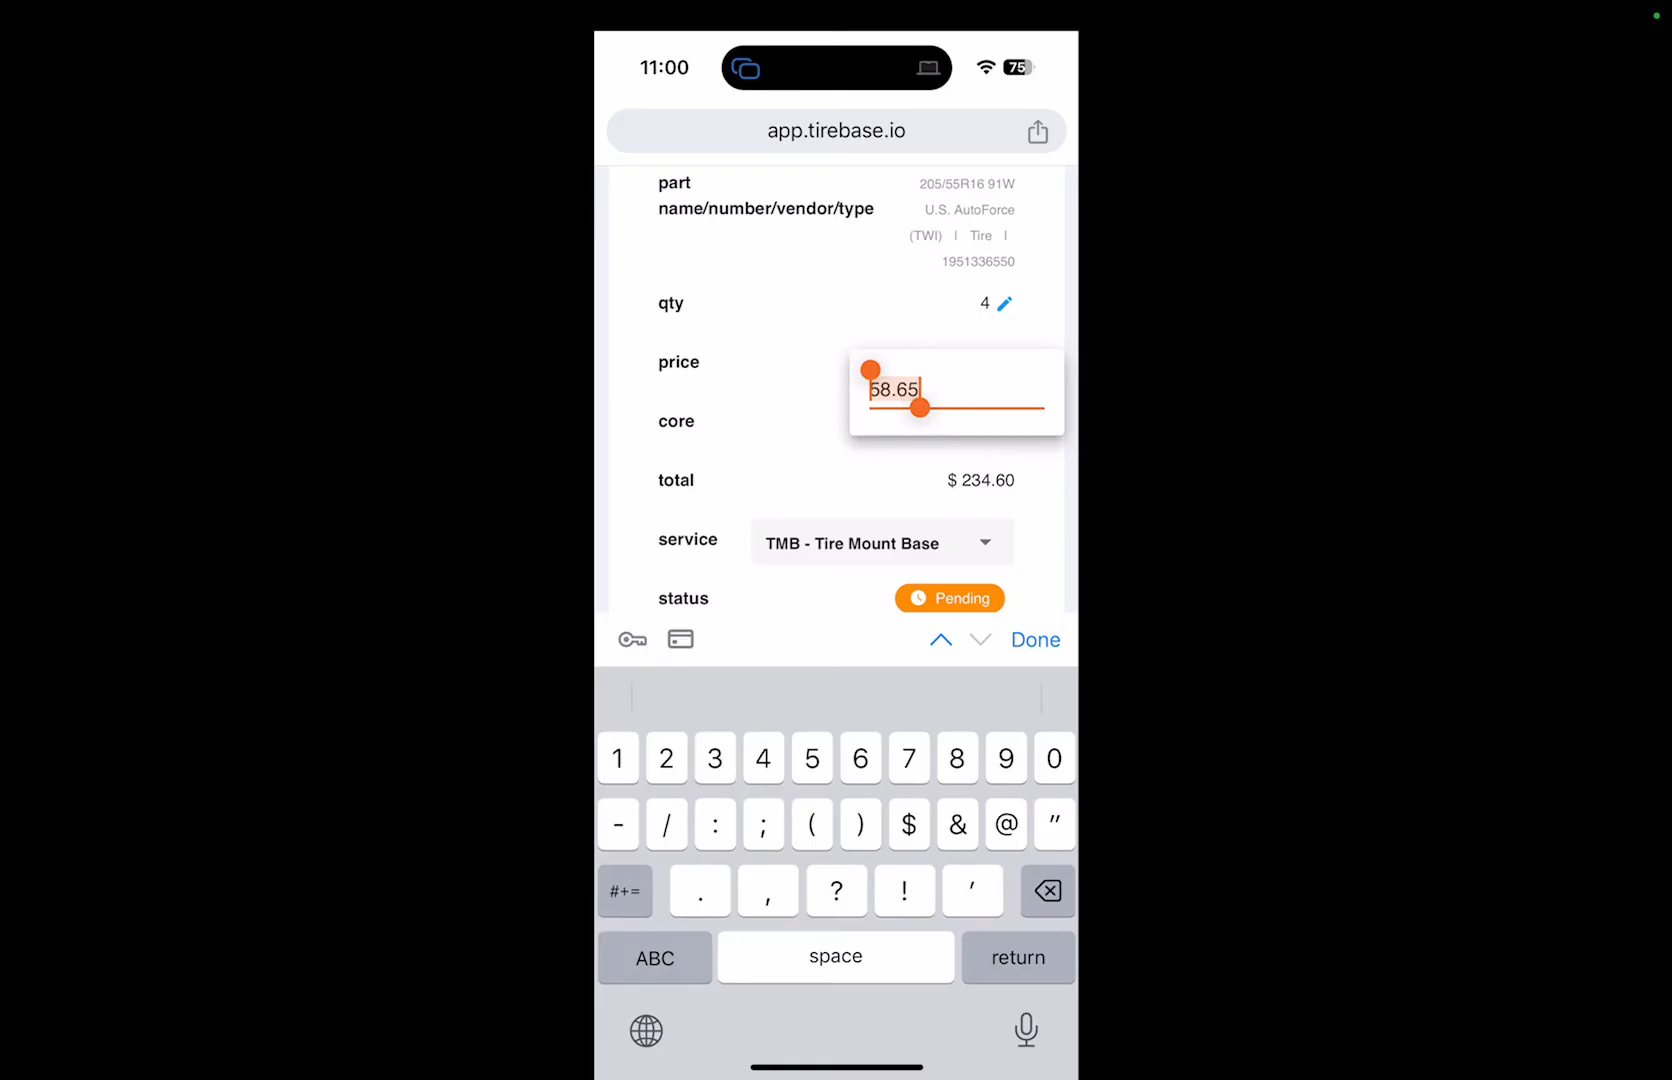 11:00
75
app.tirebase.io
part
name/number/vendor/type
205/55R16 91W
U.S. AutoForce
(TWI) | Tire |
1951336550
qty
4
price
58.65
core
total
$ 234.60
service
TMB - Tire Mount Base
status
Pending
Done
1 2 3 4 5 6 7 8 9 0
- / : ; ( ) $ & @ "
#+= . , ? ! '
ABC space return